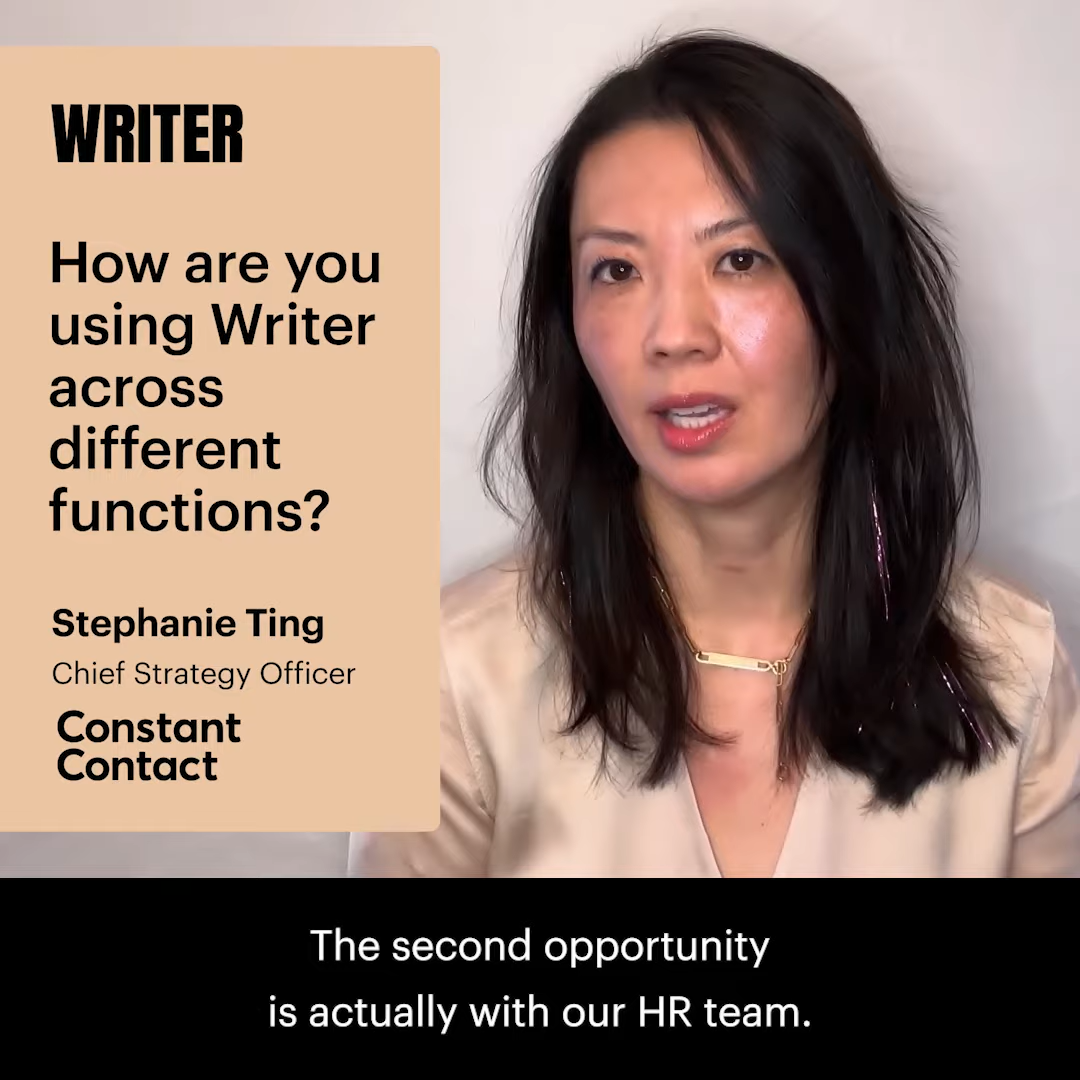 WRITER
How are you
using Writer
across
different
functions?
Stephanie Ting
Chief Strategy Officer
Constant
Contact
The second opportunity
is actually with our HR team.